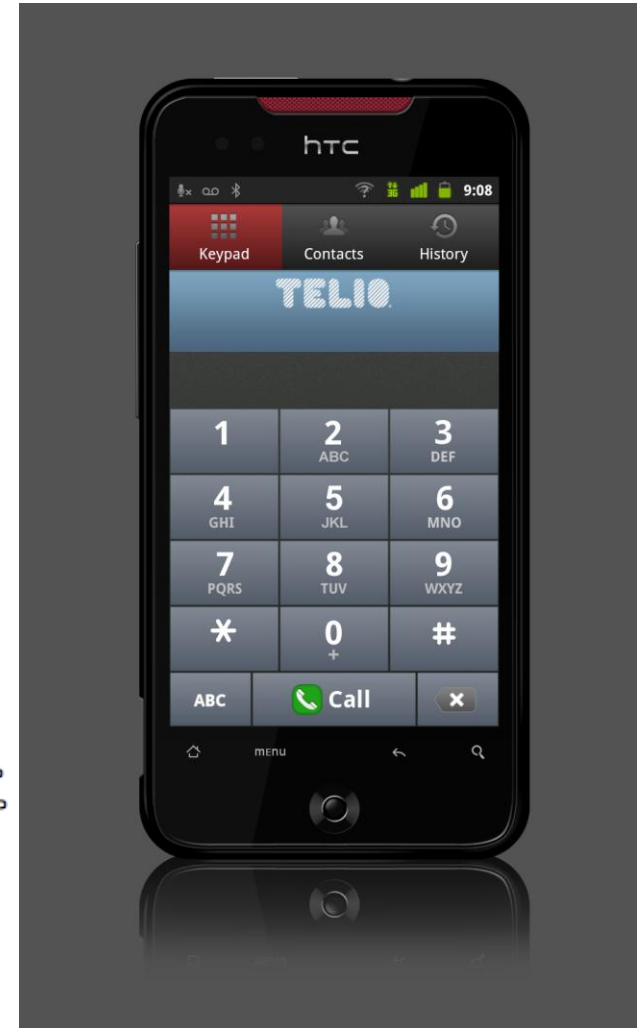 hTC
3G 9:08
Keypad Contacts History
TELIO
1 2 3
ABC DEF
4 5 6
GHI JKL MNO
7 8 9
PQRS TUV WXYZ
* 0 #
+
ABC Call
MENU